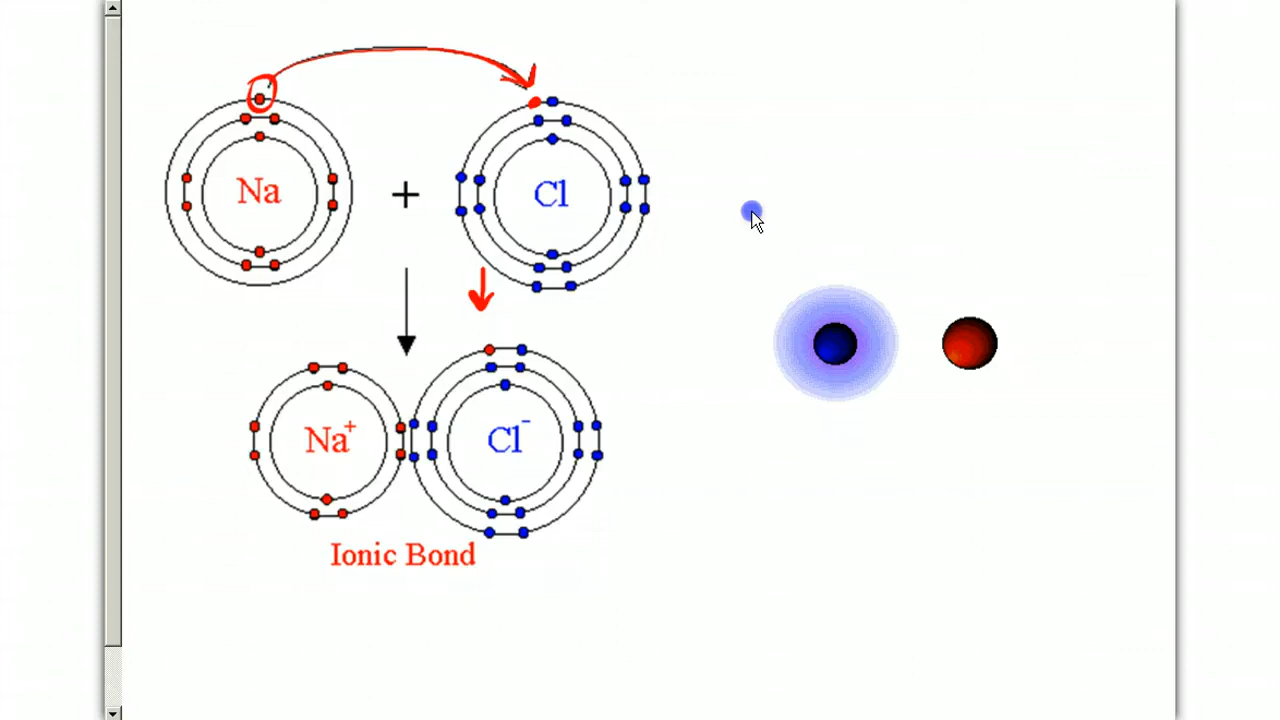 Na + Cl
Na⁺ Cl⁻
Ionic Bond